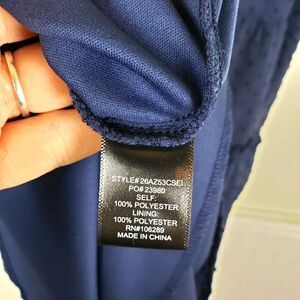 STYLE# 26AZ53CSEI
PO# 23980
SELF:
100% POLYESTER
LINING:
100% POLYESTER
RN# 106289
MADE IN CHINA